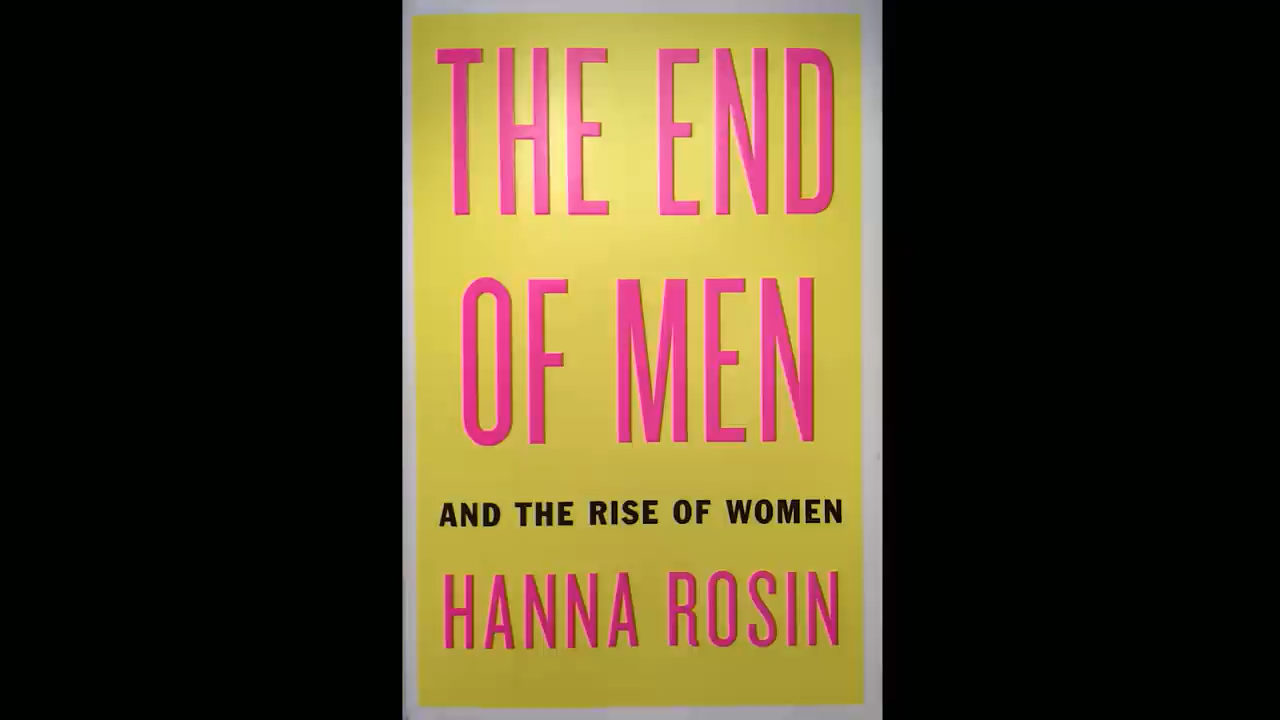 THE END
OF MEN
AND THE RISE OF WOMEN
HANNA ROSIN